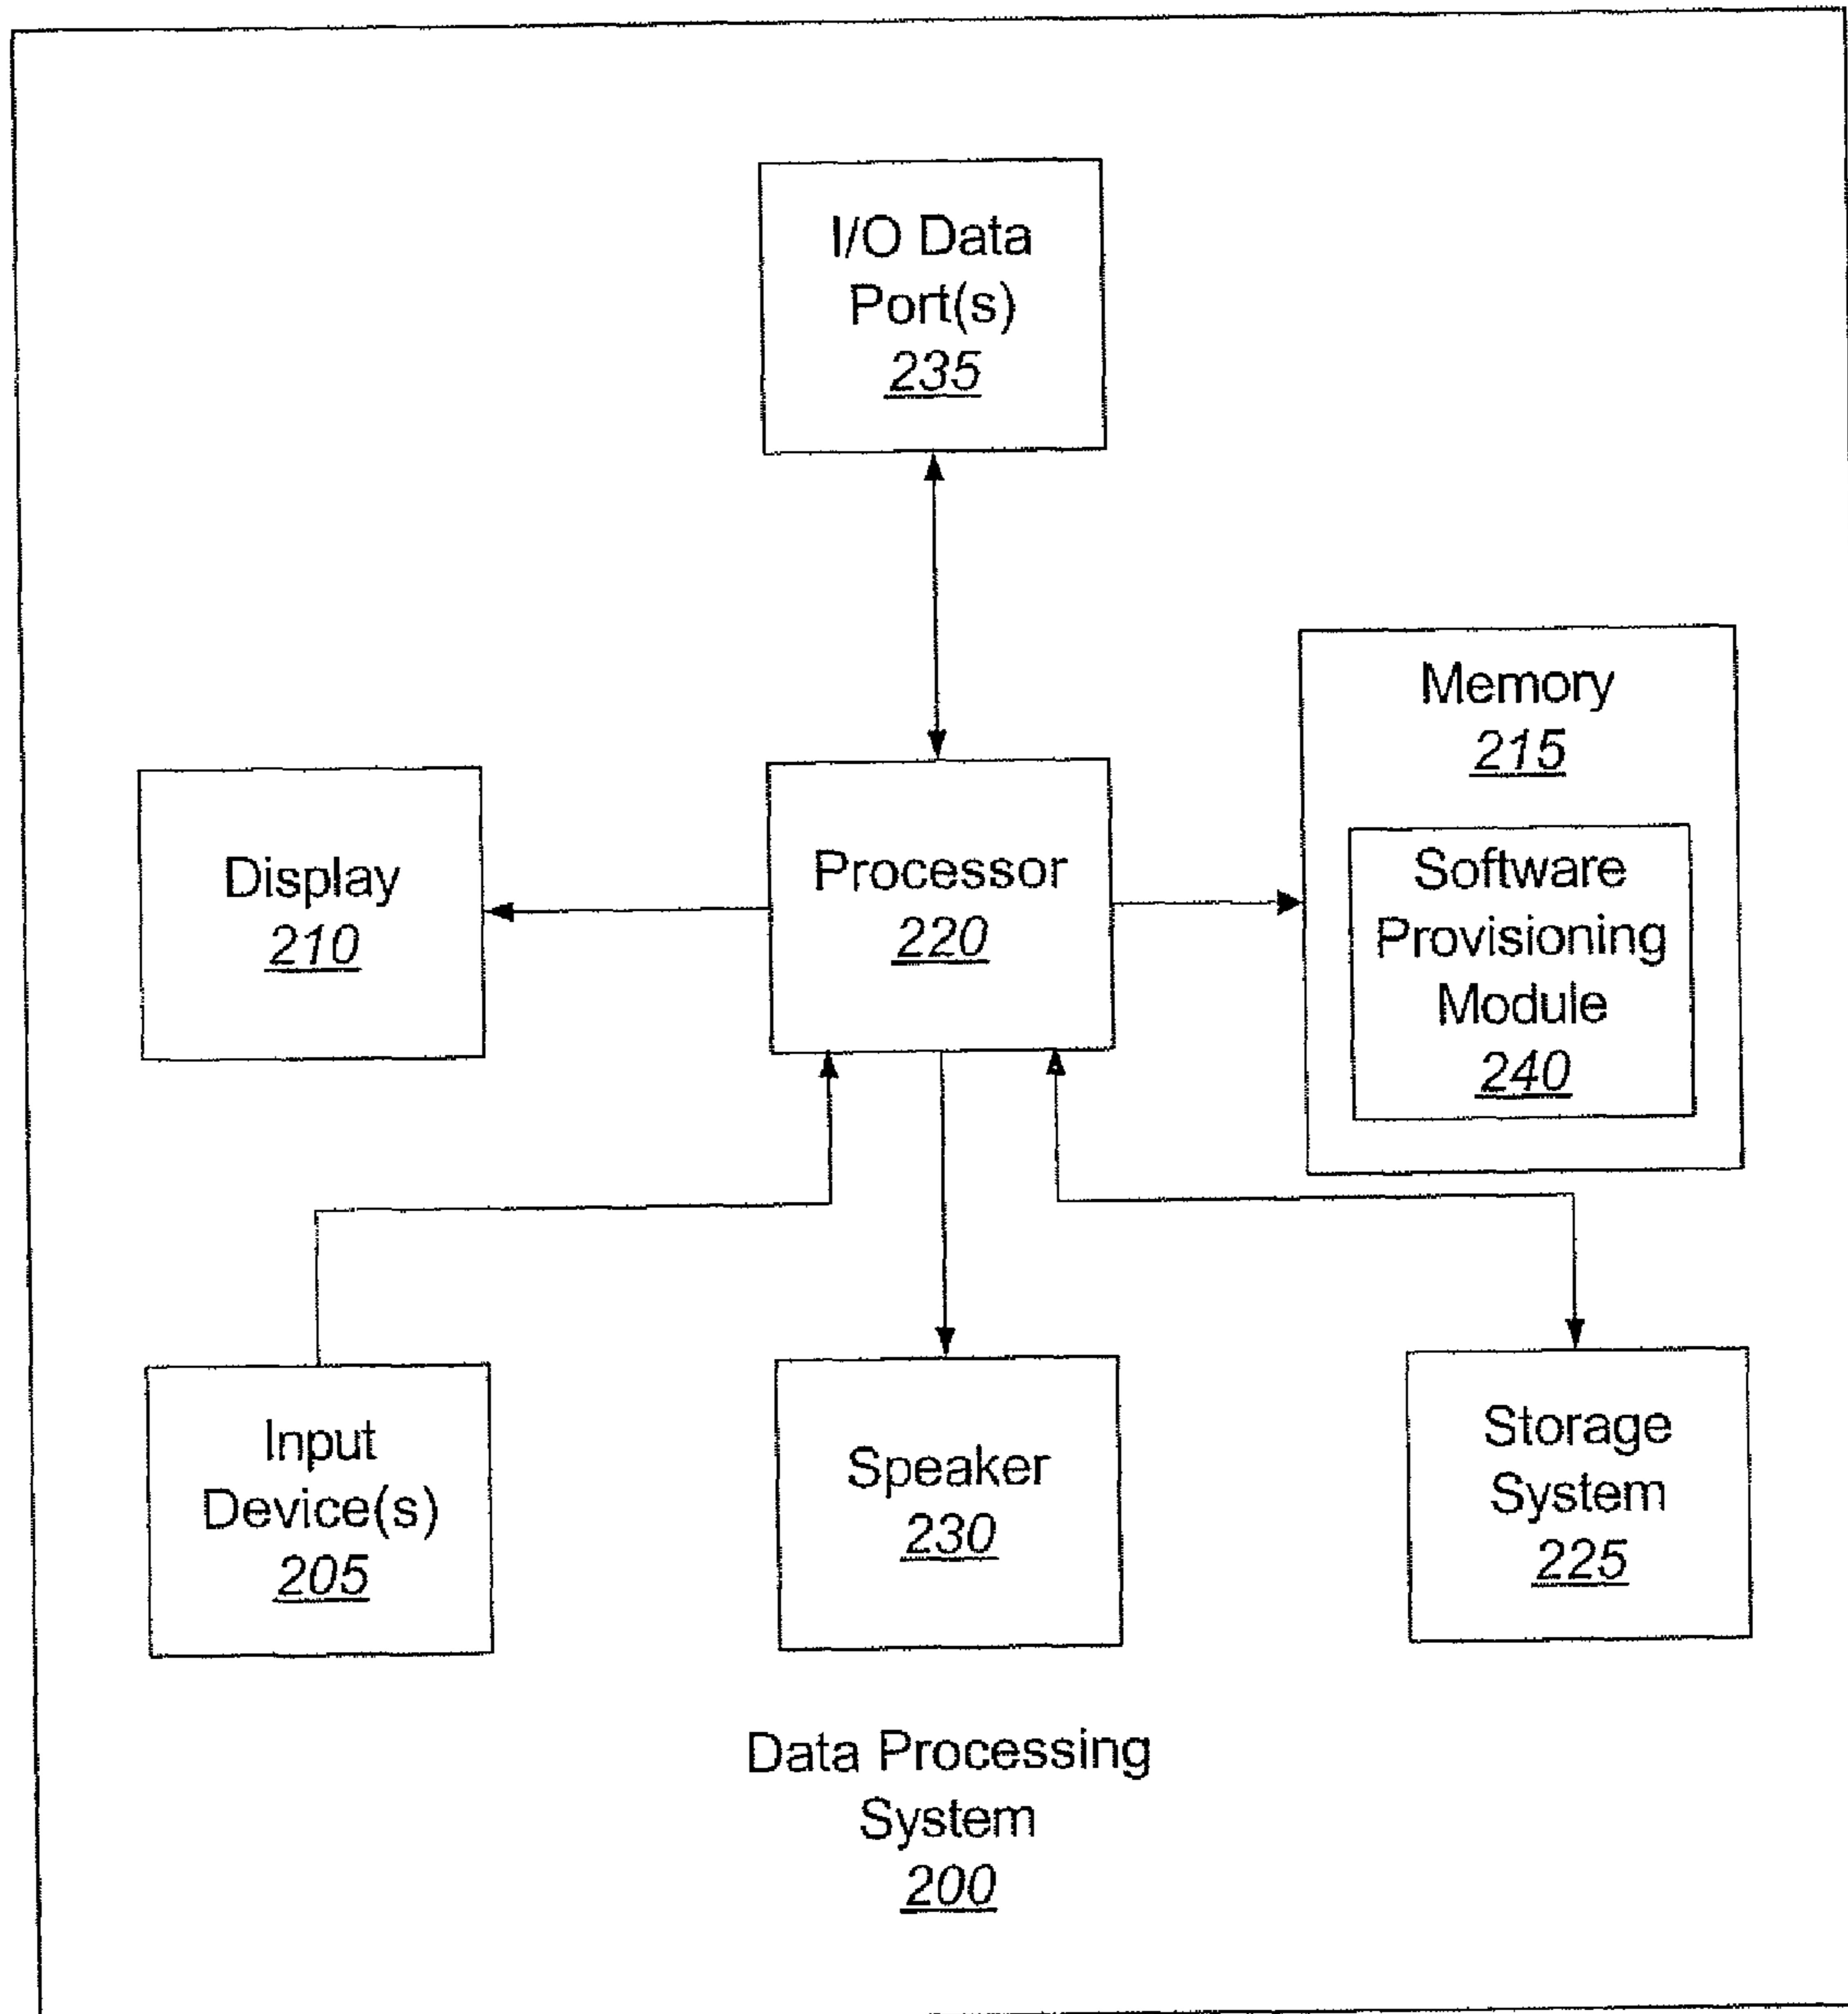 I/O Data
Port(s)
235
Memory
215
Display
210
Processor
220
Software
Provisioning
Module
240
Input
Device(s)
205
Speaker
230
Storage
System
225
Data Processing
System
200